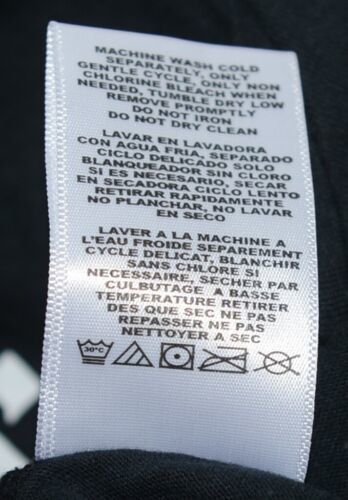 MACHINE WASH COLD
SEPARATELY, ONLY
GENTLE CYCLE, ONLY NON
CHLORINE BLEACH WHEN
NEEDED, TUMBLE DRY LOW
REMOVE PROMPTLY
DO NOT IRON
DO NOT DRY CLEAN
LAVAR EN LAVADORA
CON AGUA FRIA, SEPARADO
CICLO DELICADO SOLO
BLANQUEADOR SIN CLORO
SI ES NECESARIO, SECAR
EN SECADORA CICLO LENTO
RETIRAR RAPIDAMENTE
NO PLANCHAR, NO LAVAR
EN SECO
LAVER A LA MACHINE A
L'EAU FROIDE SEPAREMENT
CYCLE DELICAT, BLANCHIR
SANS CHLORE SI
NECESSAIRE, SECHER PAR
CULBUTAGE A BASSE
TEMPERATURE RETIRER
DES QUE SEC NE PAS
REPASSER NE PAS
NETTOYER A SEC
30°C